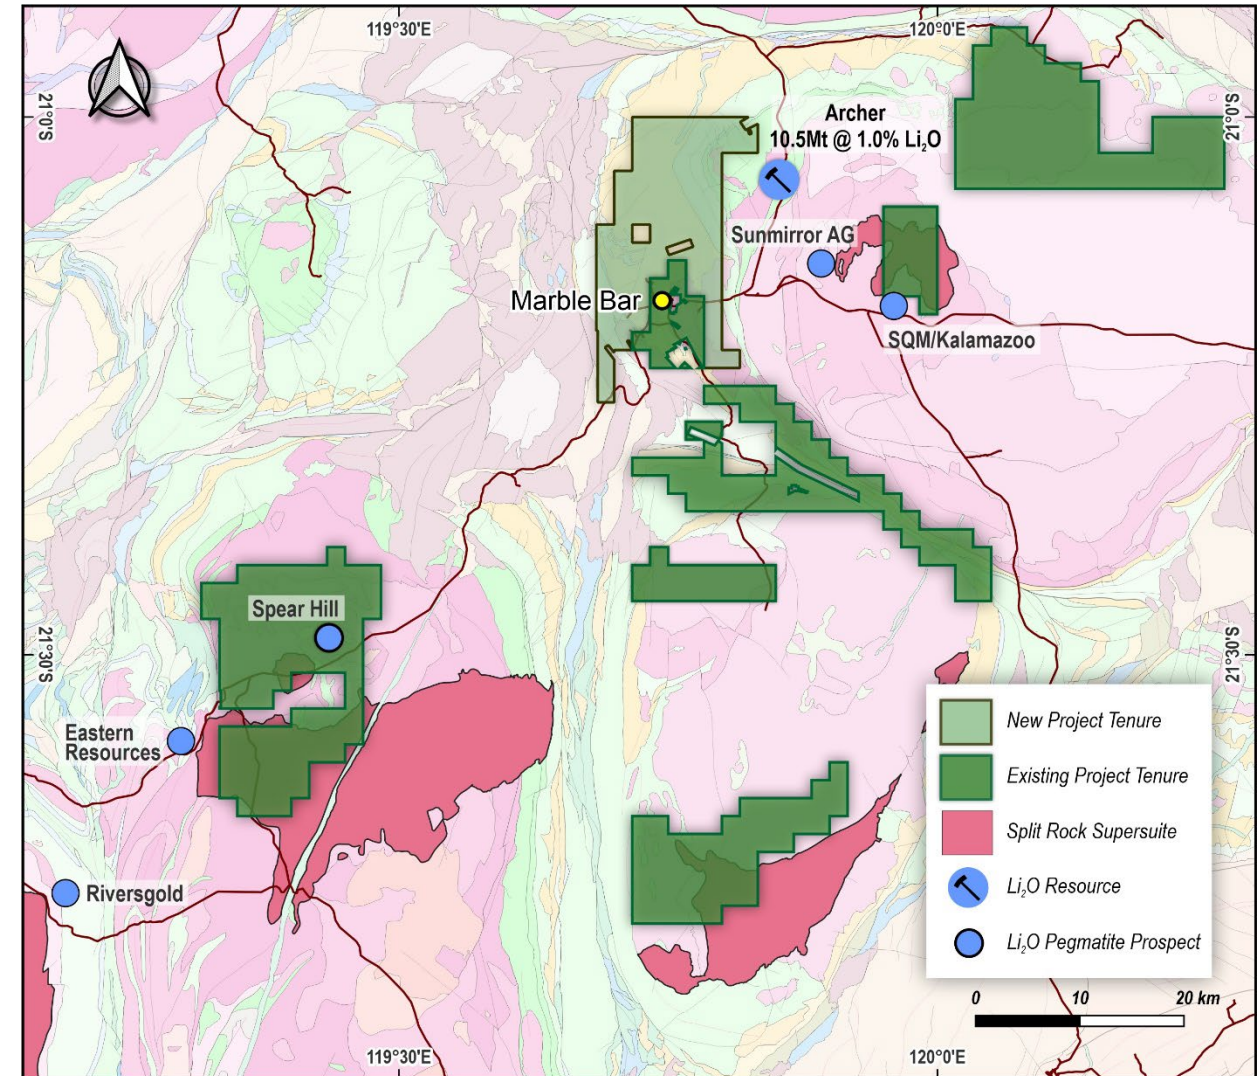 119°30'E
120°0'E
21°0'S
21°0'S
Archer
10.5Mt @ 1.0% Li₂O
Sunmirror AG
Marble Bar
SQM/Kalamazoo
Spear Hill
21°30'S
21°30'S
Eastern
Resources
Riversgold
New Project Tenure
Existing Project Tenure
Split Rock Supersuite
Li₂O Resource
Li₂O Pegmatite Prospect
0 10 20 km
119°30'E
120°0'E